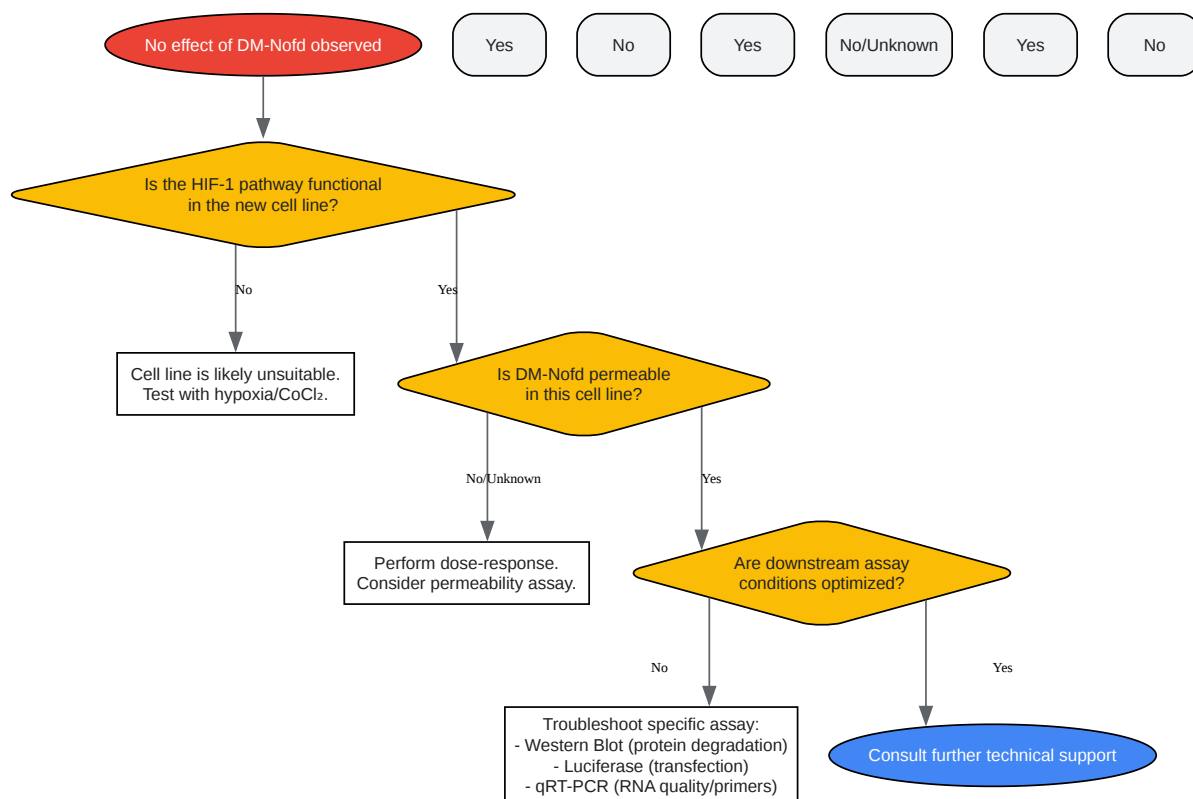 No effect of DM-Nofd observed
Yes
No
Yes
No/Unknown
Yes
No
Is the HIF-1 pathway functional
in the new cell line?
No
Yes
Cell line is likely unsuitable.
Test with hypoxia/CoCl₂.
Is DM-Nofd permeable
in this cell line?
No/Unknown
Yes
Perform dose-response.
Consider permeability assay.
Are downstream assay
conditions optimized?
No
Yes
Troubleshoot specific assay:
- Western Blot (protein degradation)
- Luciferase (transfection)
- qRT-PCR (RNA quality/primers)
Consult further technical support